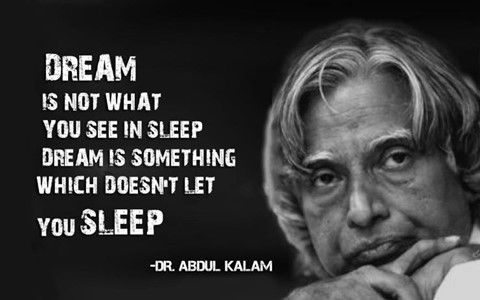 DREAM
IS NOT WHAT
YOU SEE IN SLEEP
DREAM IS SOMETHING
WHICH DOESN'T LET
YOU SLEEP
-DR. ABDUL KALAM